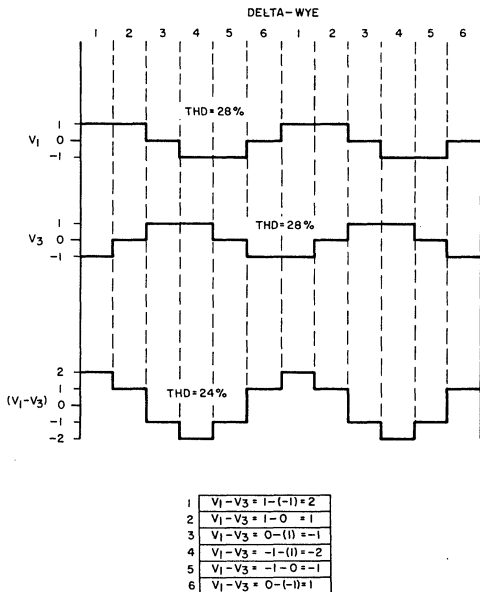 DELTA-WYE
1 2 3 4 5 6 1 2 3 4 5 6
THD=28%
1
V1 0
-1
1
V3 0
-1
THD=28%
2
1
(V1-V3) 0
-1
-2
THD=24%
1 V1-V3 = 1-(-1)=2
2 V1-V3 = 1-0 =1
3 V1-V3 = 0-(1)=-1
4 V1-V3 = -1-(1)=-2
5 V1-V3 = -1-0=-1
6 V1-V3 = 0-(-1)=1